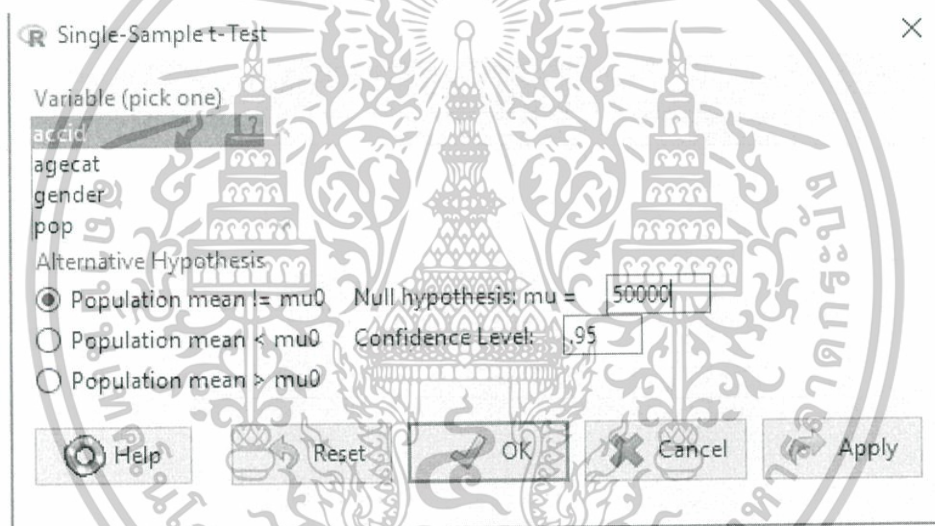 Single-Sample t-Test
Variable (pick one)
accid
agecat
gender
pop
Alternative Hypothesis
Population mean != mu0 Null hypothesis: mu = 50000
Population mean < mu0 Confidence Level: .95
Population mean > mu0
Help Reset OK Cancel Apply